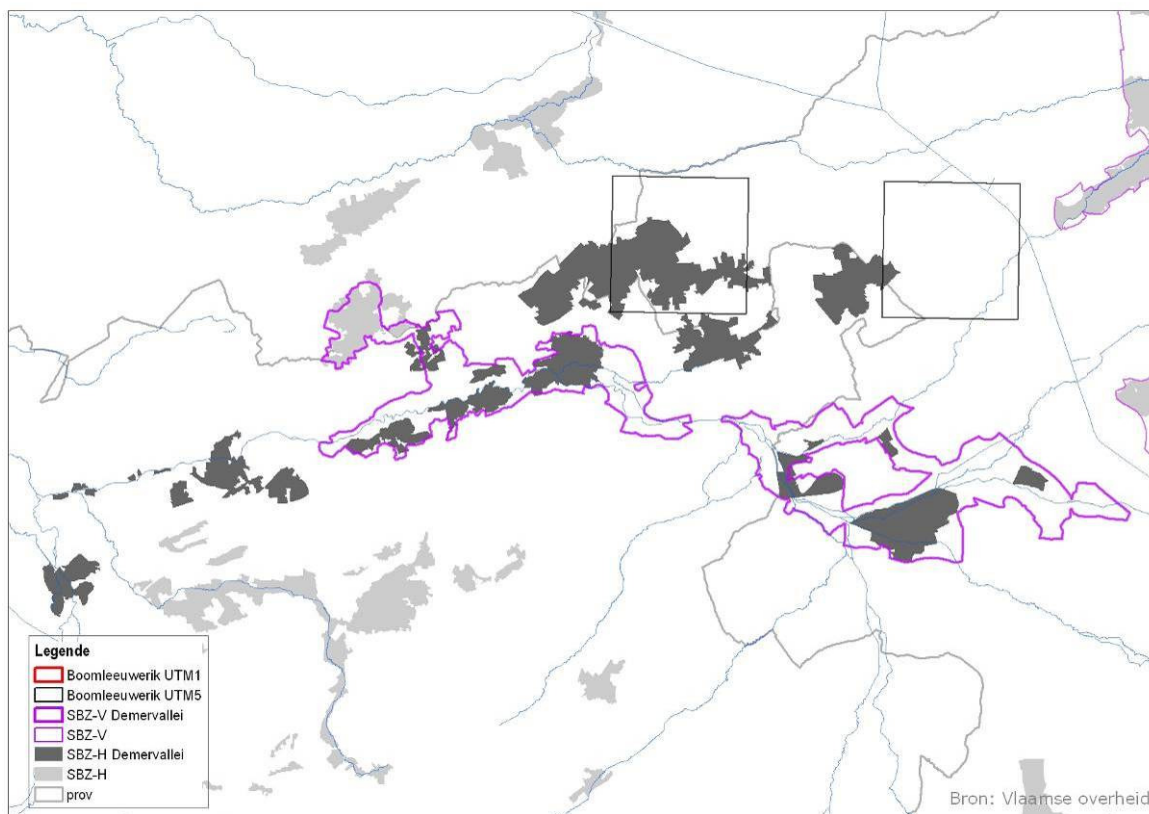 Legende
Boomleeuwerik UTM1
Boomleeuwerik UTM5
SBZ-V Demervallei
SBZ-V
SBZ-H Demervallei
SBZ-H
prov
Bron: Vlaamse overheid